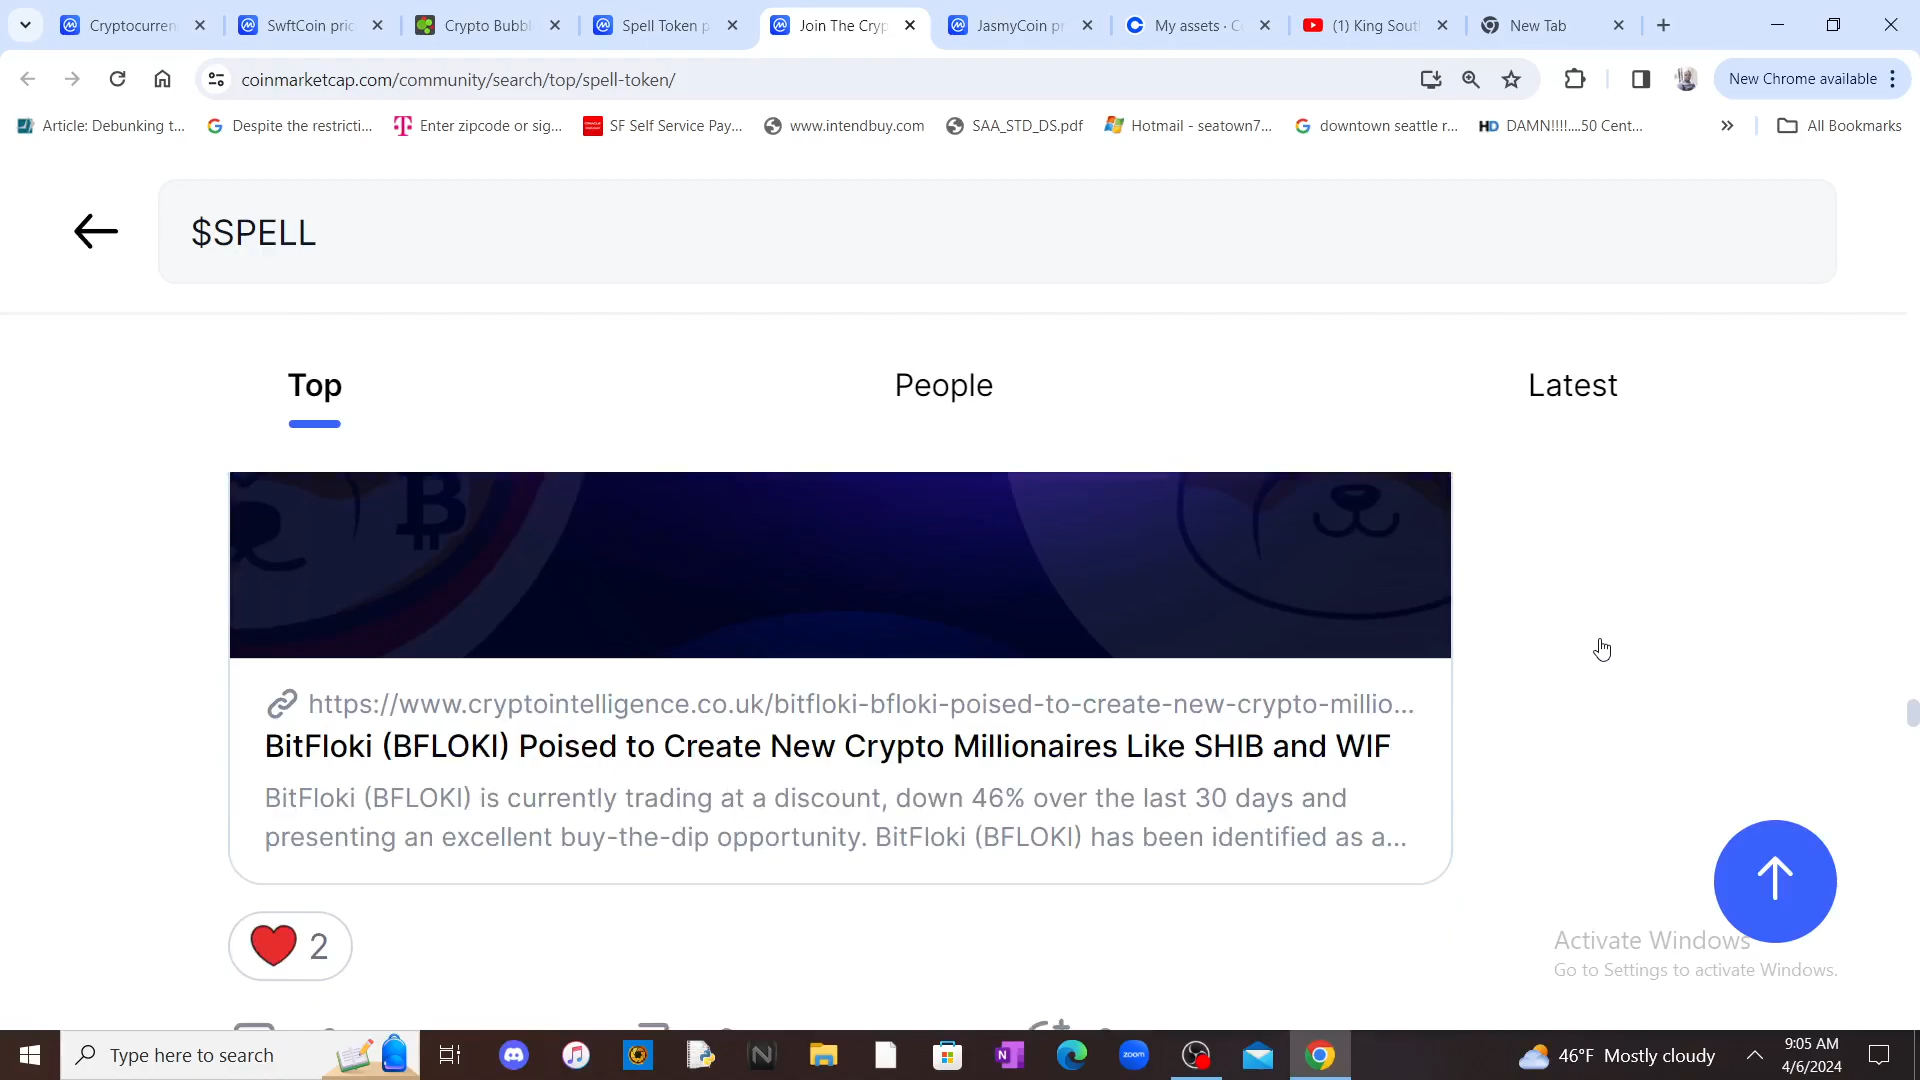 Cryptocurren
SwftCoin pric
Crypto Bubbl
Spell Token p
Join The Cryp
JasmyCoin pr
My assets · C
(1) King Sout
New Tab
coinmarketcap.com/community/search/top/spell-token/
New Chrome available
Article: Debunking t...
Despite the restricti...
Enter zipcode or sig...
SF Self Service Pay...
www.intendbuy.com
SAA_STD_DS.pdf
Hotmail - seatown7...
downtown seattle r...
HD DAMN!!!!....50 Cent...
All Bookmarks
$SPELL
Top
People
Latest
https://www.cryptointelligence.co.uk/bitfloki-bfloki-poised-to-create-new-crypto-millio...
BitFloki (BFLOKI) Poised to Create New Crypto Millionaires Like SHIB and WIF
BitFloki (BFLOKI) is currently trading at a discount, down 46% over the last 30 days and
presenting an excellent buy-the-dip opportunity. BitFloki (BFLOKI) has been identified as a...
2
Activate Windows
Go to Settings to activate Windows.
Type here to search
zoom
46°F Mostly cloudy
9:05 AM
4/6/2024